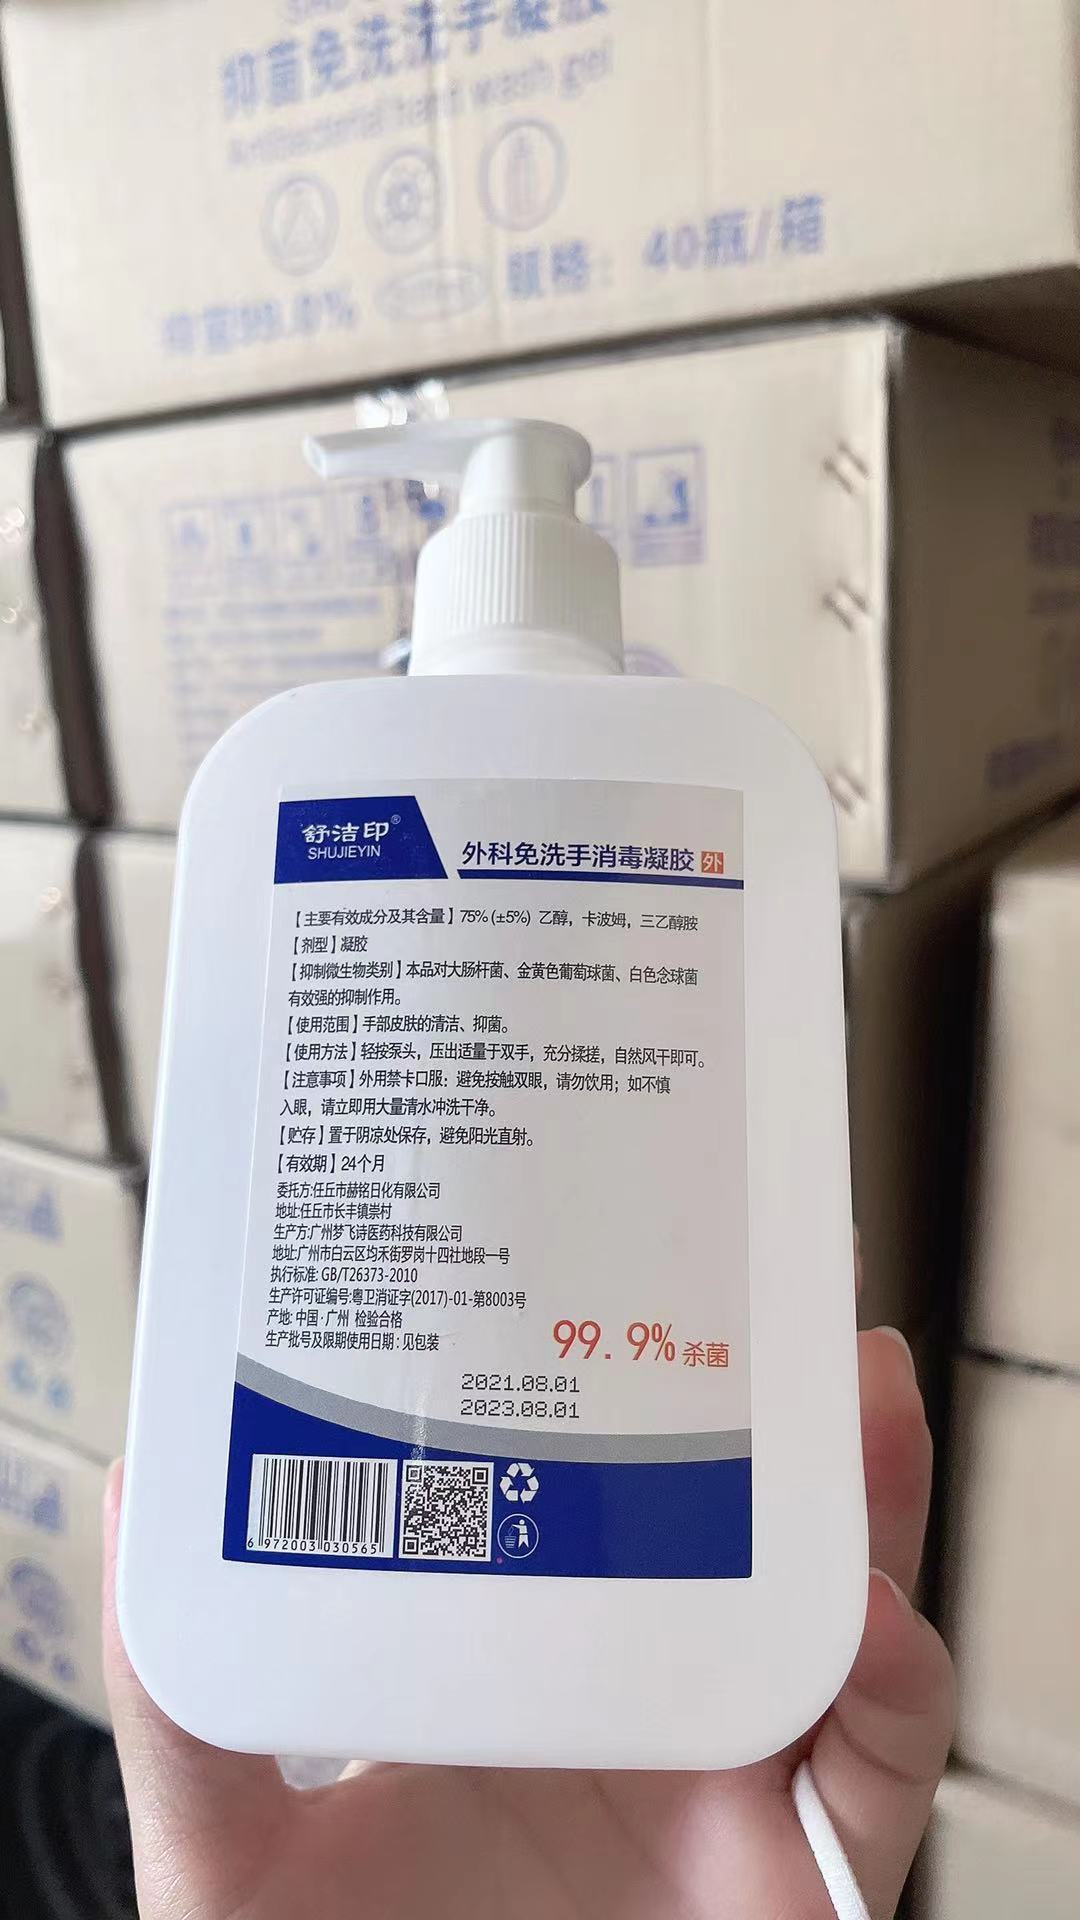 抑菌免洗洗手凝胶
Antibacterial hand wash gel
抑菌99.9%
规格：40瓶/箱
舒洁印®
SHUJIEYIN
外科免洗手消毒凝胶 外
【主要有效成分及其含量】75%(±5%) 乙醇，卡波姆，三乙醇胺
【剂型】凝胶
【抑制微生物类别】本品对大肠杆菌、金黄色葡萄球菌、白色念球菌
有效强的抑制作用。
【使用范围】手部皮肤的清洁、抑菌。
【使用方法】轻按泵头，压出适量于双手，充分揉搓，自然风干即可。
【注意事项】外用禁卡口服：避免按触双眼，请勿饮用；如不慎
入眼，请立即用大量清水冲洗干净。
【贮存】置于阴凉处保存，避免阳光直射。
【有效期】24个月
委托方:任丘市赫铭日化有限公司
地址:任丘市长丰镇崇村
生产方:广州梦飞诗医药科技有限公司
地址:广州市白云区均禾街罗岗十四社地段一号
执行标准: GB/T26373-2010
生产许可证编号:粤卫消证字(2017)-01-第8003号
产地: 中国·广州 检验合格
生产批号及限期使用日期: 见包装
99.9% 杀菌
2021.08.01
2023.08.01
6 972003 030565